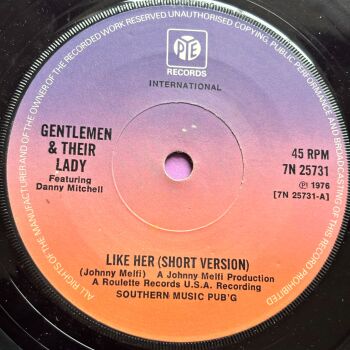 ALL RIGHTS OF THE MANUFACTURER AND OF THE OWNER OF THE RECORDED WORK RESERVED UNAUTHORISED COPYING, PUBLIC PERFORMANCE AND BROADCASTING OF THIS RECORD PROHIBITED
PYE
RECORDS
INTERNATIONAL
GENTLEMEN
& THEIR
LADY
Featuring
Danny Mitchell
45 RPM
7N 25731
Ⓟ 1976
[7N 25731-A]
LIKE HER (SHORT VERSION)
(Johnny Melfi) A Johnny Melfi Production
A Roulette Records U.S.A. Recording
SOUTHERN MUSIC PUB'G